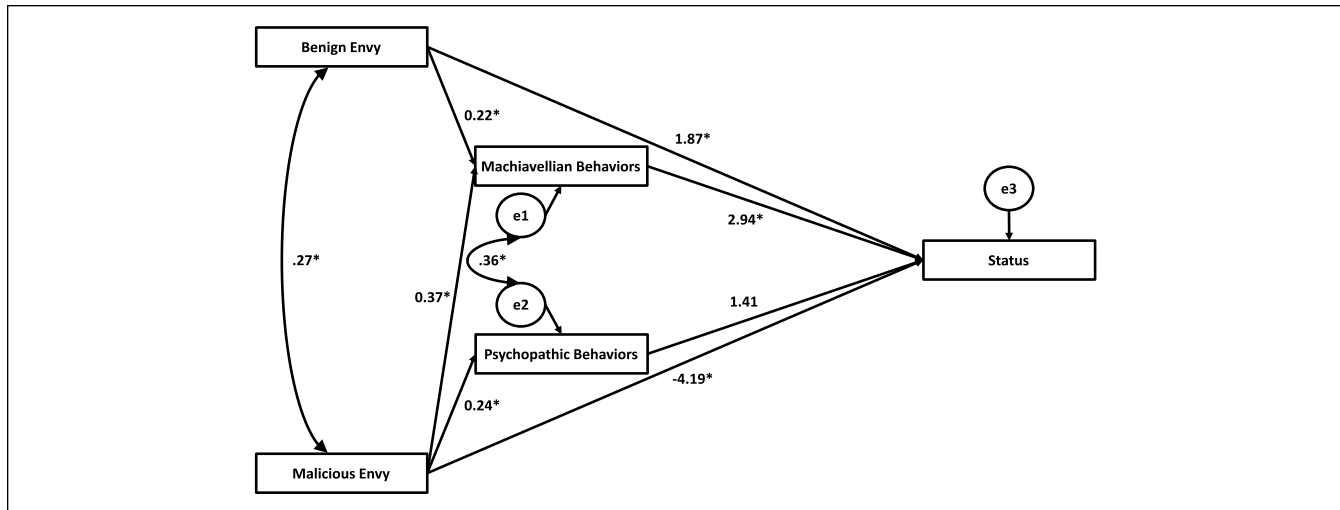 Benign Envy
0.22*
1.87*
Machiavellian Behaviors
e3
e1
2.94*
.27*
.36*
Status
0.37*
e2
1.41
Psychopathic Behaviors
-4.19*
0.24*
Malicious Envy